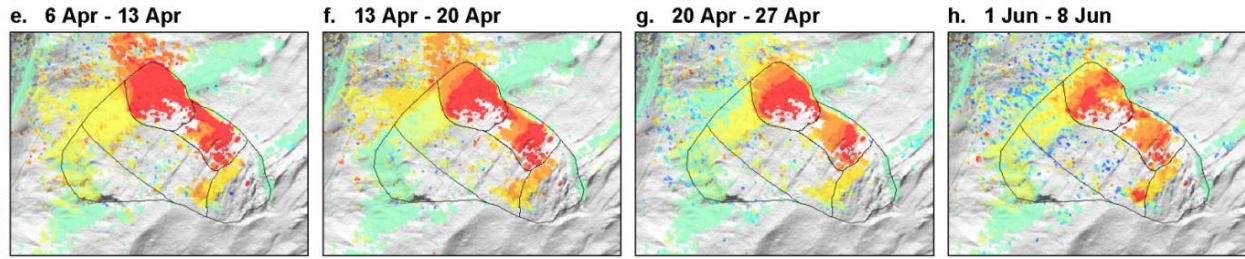 e. 6 Apr - 13 Apr
f. 13 Apr - 20 Apr
g. 20 Apr - 27 Apr
h. 1 Jun - 8 Jun